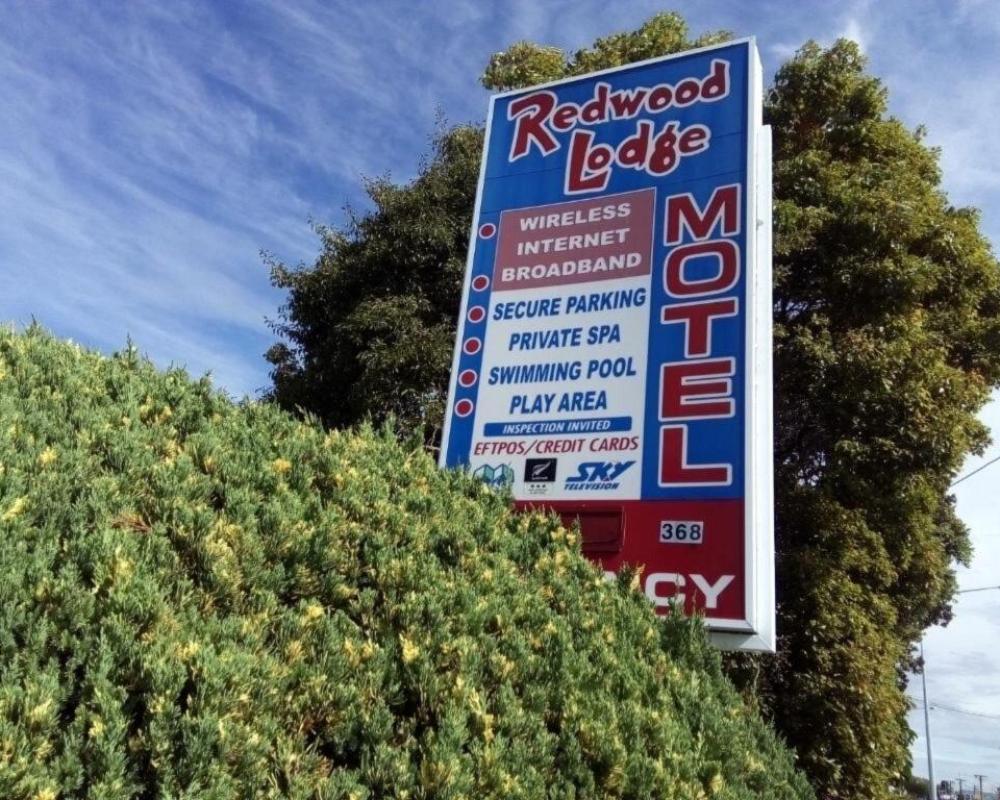 Redwood
Lodge
MOTEL
WIRELESS
INTERNET
BROADBAND
SECURE PARKING
PRIVATE SPA
SWIMMING POOL
PLAY AREA
INSPECTION INVITED
EFTPOS/CREDIT CARDS
SKY
TELEVISION
368
ACY